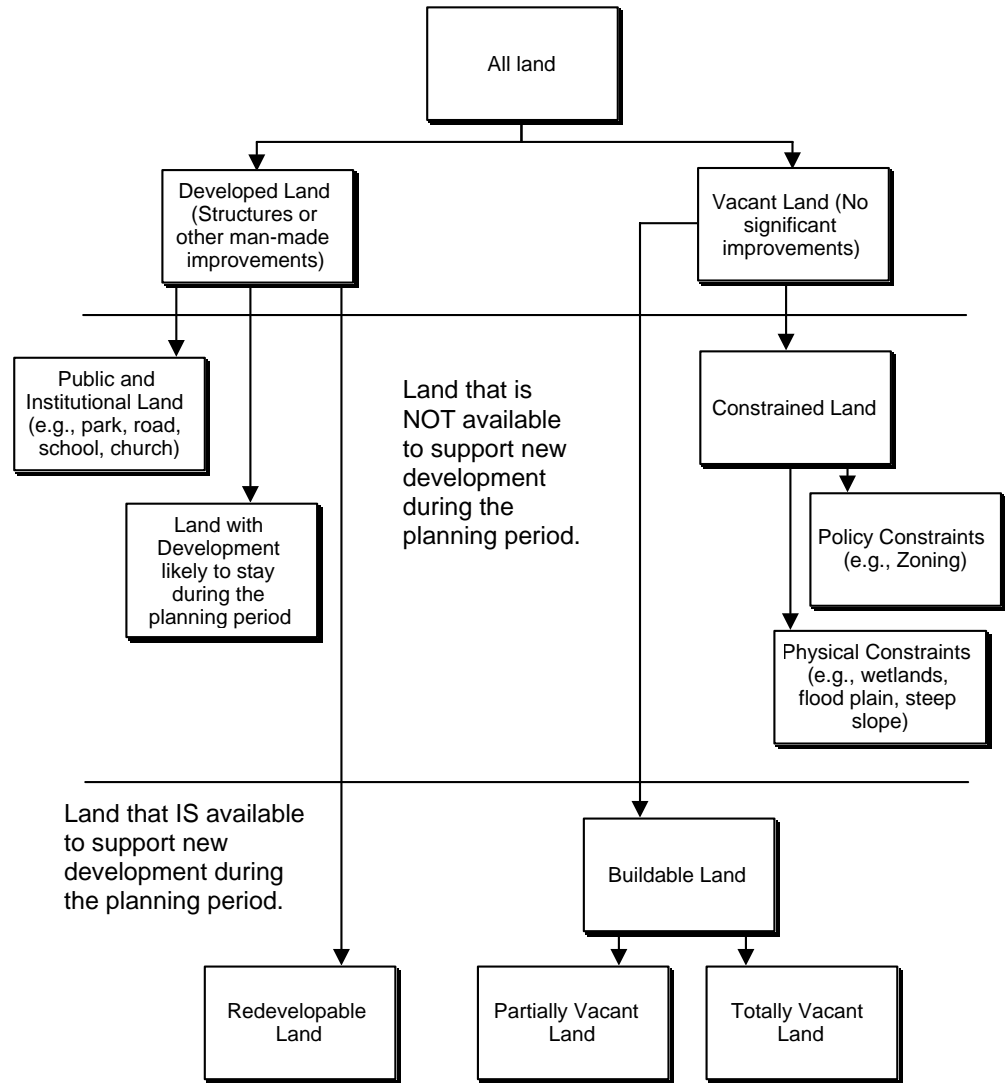 All land
Developed Land
(Structures or
other man-made
improvements)
Vacant Land (No
significant
improvements)
Public and
Institutional Land
(e.g., park, road,
school, church)
Land that is
NOT available
to support new
development
during the
planning period.
Constrained Land
Land with
Development
likely to stay
during the
planning period
Policy Constraints
(e.g., Zoning)
Physical Constraints
(e.g., wetlands,
flood plain, steep
slope)
Land that IS available
to support new
development during
the planning period.
Buildable Land
Redevelopable
Land
Partially Vacant
Land
Totally Vacant
Land